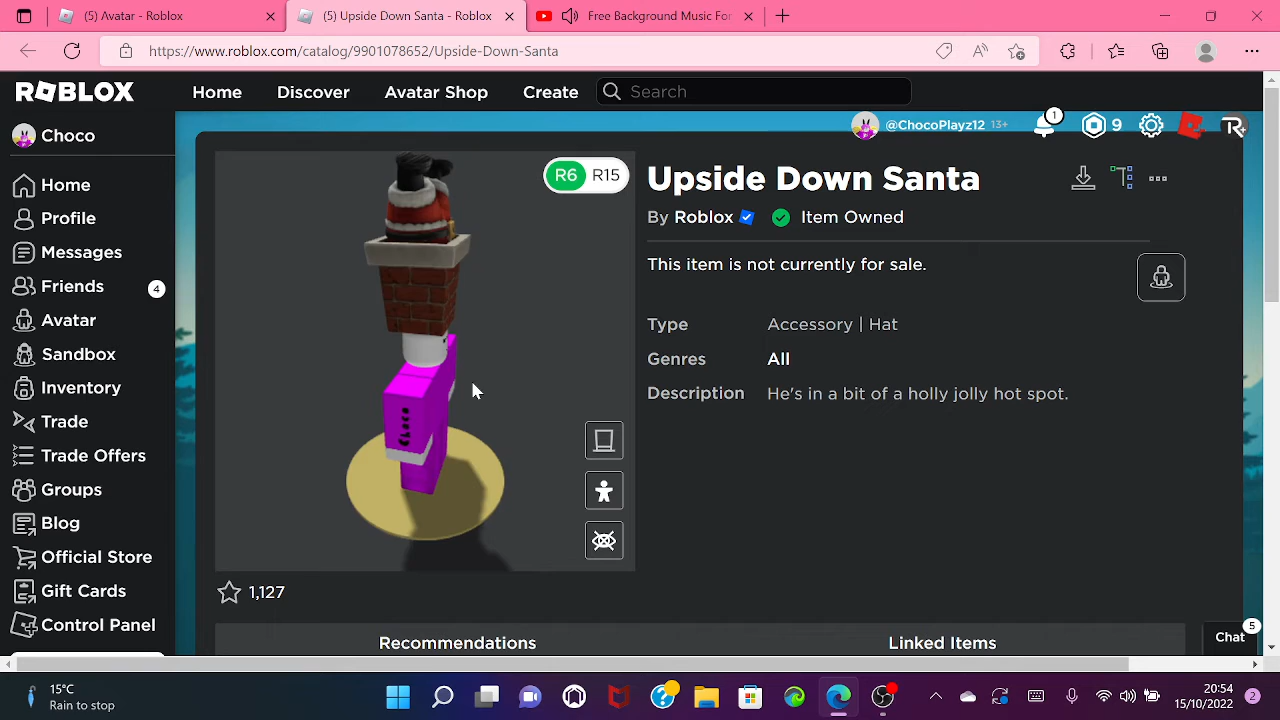 (5) Avatar - Roblox
(5) Upside Down Santa - Roblox
Free Background Music For
https://www.roblox.com/catalog/9901078652/Upside-Down-Santa
ROBLOX
Home
Discover
Avatar Shop
Create
Search
Choco
@ChocoPlayz12 13+
1
9
Home
Profile
Messages
Friends
4
Avatar
Sandbox
Inventory
Trade
Trade Offers
Groups
Blog
Official Store
Gift Cards
Control Panel
R6 R15
Choco
1,127
Upside Down Santa
By Roblox Item Owned
This item is not currently for sale.
Type Accessory | Hat
Genres All
Description He's in a bit of a holly jolly hot spot.
Recommendations
Linked Items
Chat
5
15°C
Rain to stop
20:54
15/10/2022
2